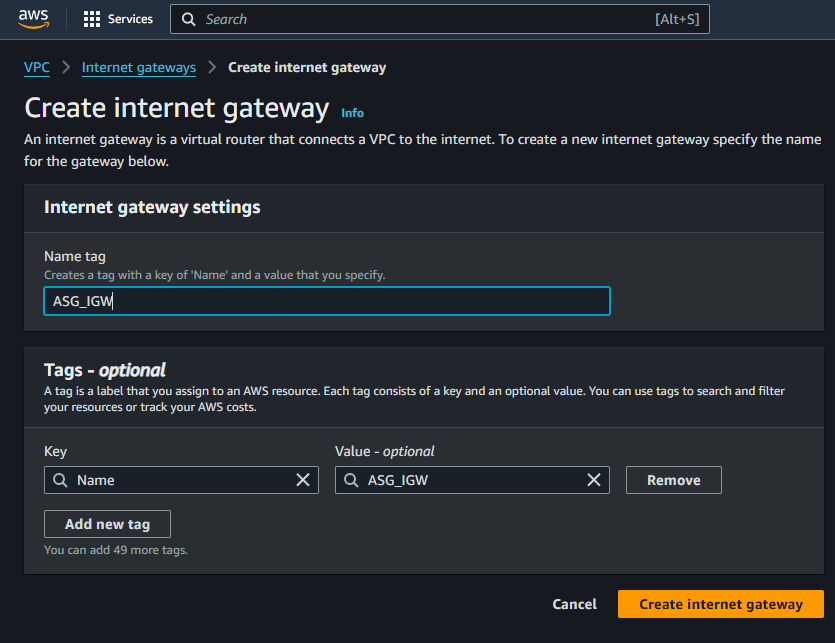 aws
Services
Search
[Alt+S]
VPC
Internet gateways
Create internet gateway
Create internet gateway Info
An internet gateway is a virtual router that connects a VPC to the internet. To create a new internet gateway specify the name
for the gateway below.
Internet gateway settings
Name tag
Creates a tag with a key of 'Name' and a value that you specify.
ASG_IGW
Tags - optional
A tag is a label that you assign to an AWS resource. Each tag consists of a key and an optional value. You can use tags to search and filter
your resources or track your AWS costs.
Key
Value - optional
Name
ASG_IGW
Remove
Add new tag
You can add 49 more tags.
Cancel
Create internet gateway